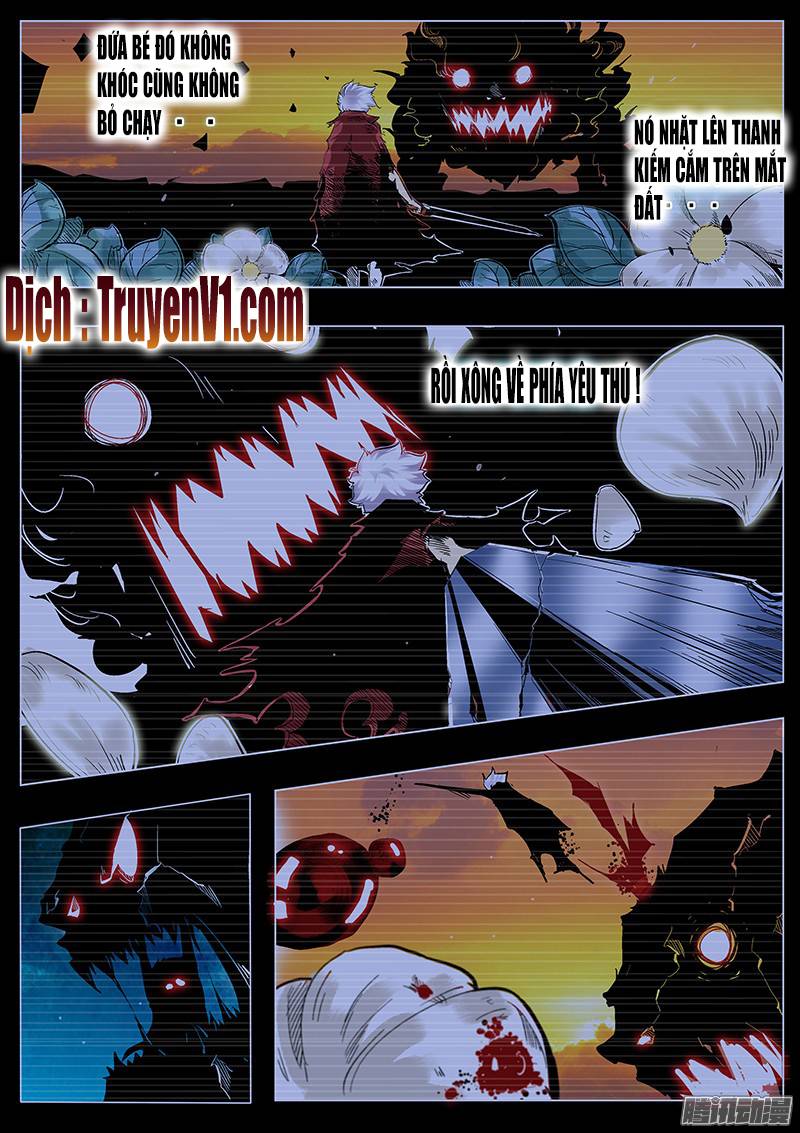 ĐỨA BÉ ĐÓ KHÔNG
KHÓC CŨNG KHÔNG
BỎ CHẠY . .
NÓ NHẶT LÊN THANH
KIẾM CẮM TRÊN MẮT
ĐẤT . . .
Dịch : TruyenV1.com
RỒI XÔNG VỀ PHÍA YÊU THÚ !
腾讯动漫